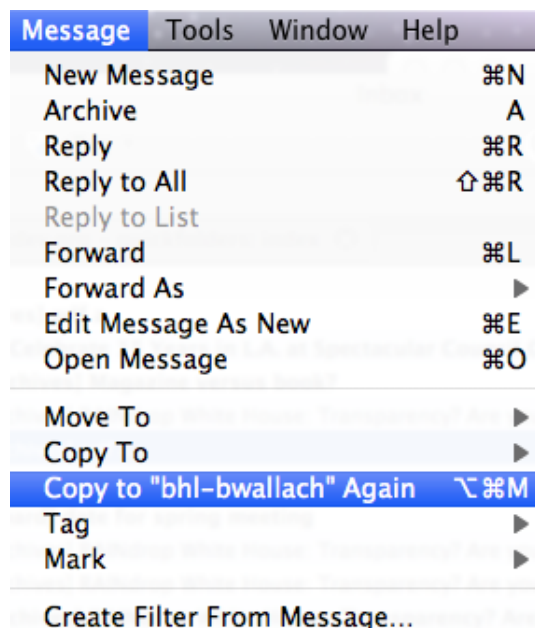 Message Tools Window Help
New Message ⌘N
Archive A
Reply ⌘R
Reply to All ⇧⌘R
Reply to List
Forward ⌘L
Forward As ▶
Edit Message As New ⌘E
Open Message ⌘O
Move To ▶
Copy To ▶
Copy to "bhl-bwallach" Again ⌥⌘M
Tag ▶
Mark ▶
Create Filter From Message...